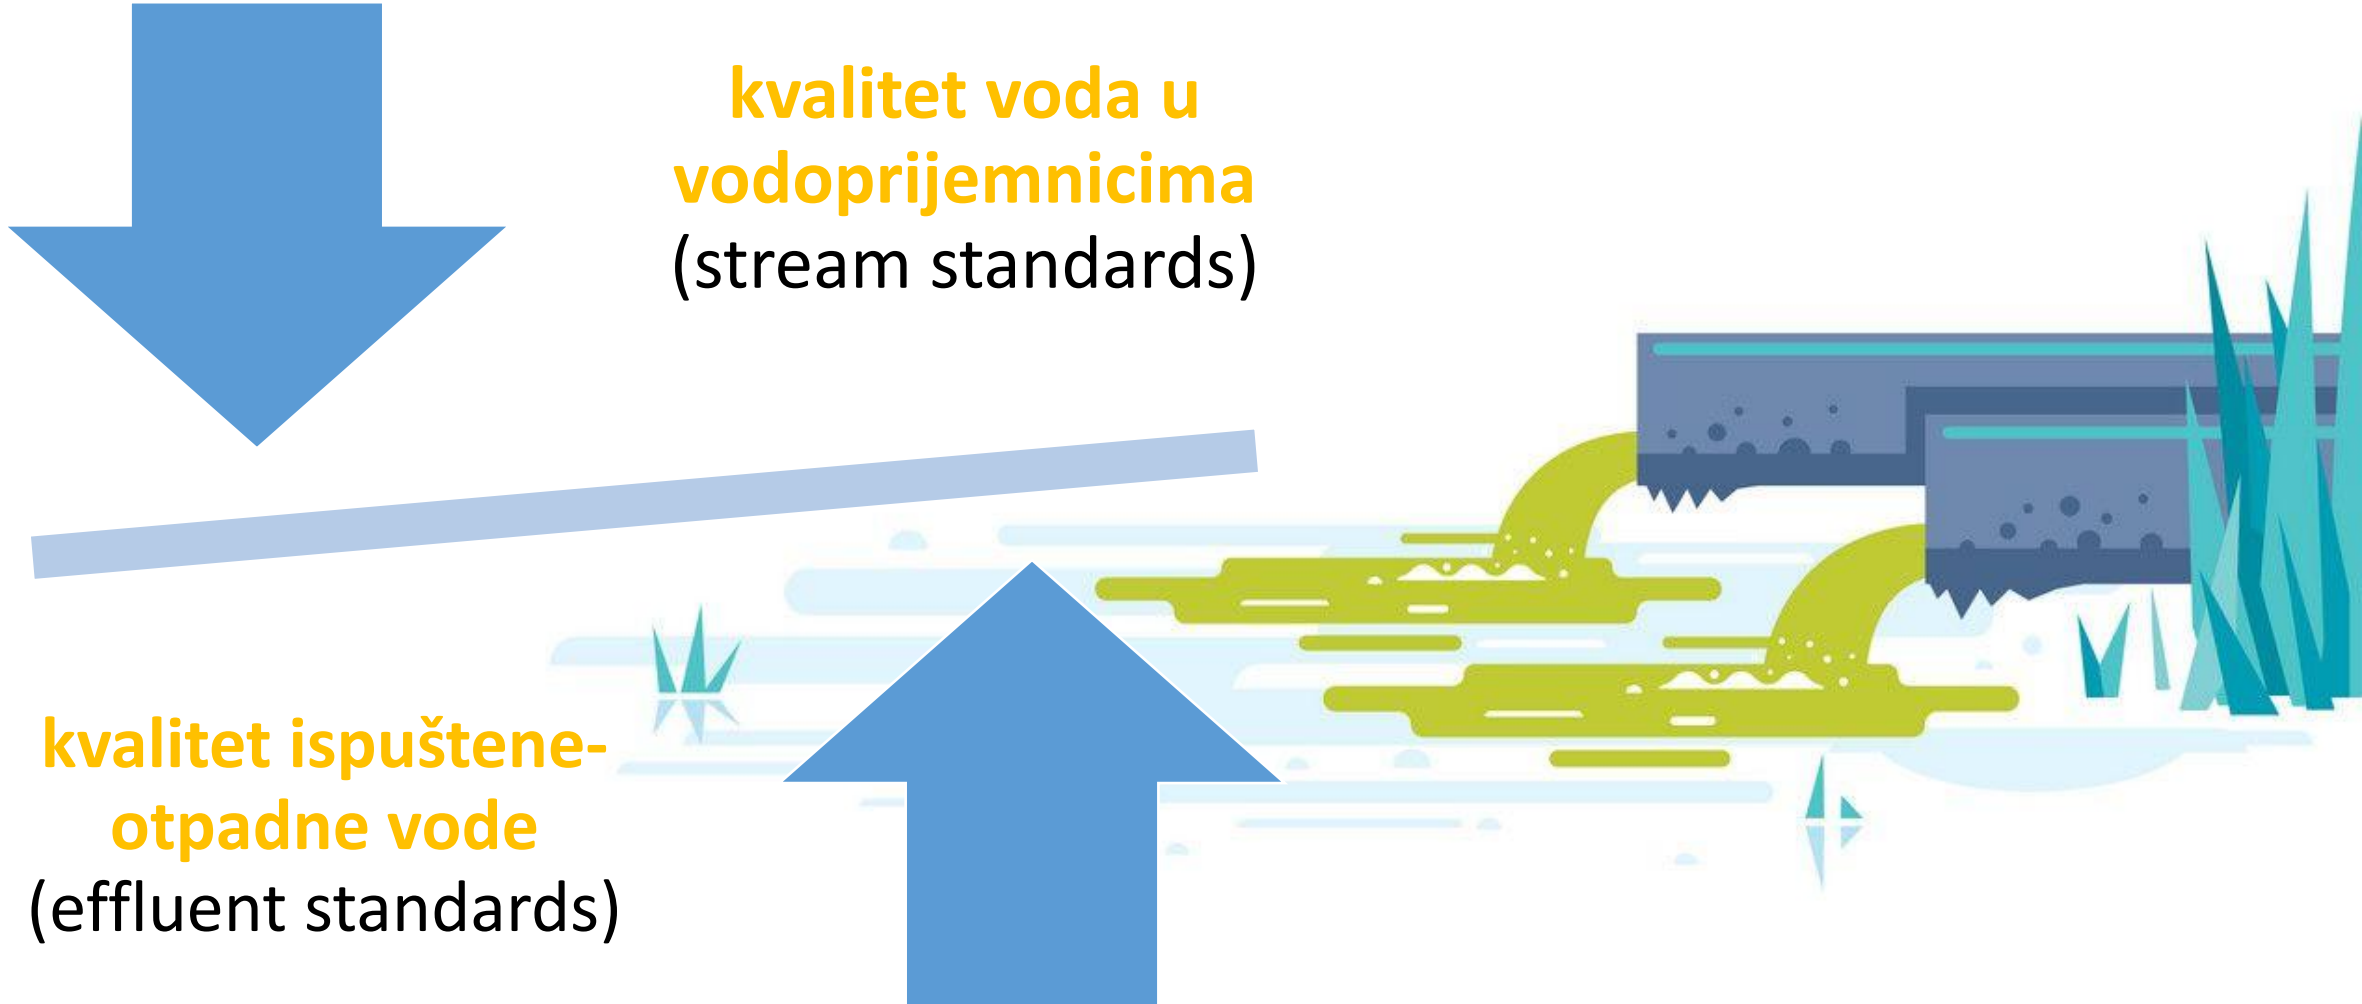 kvalitet voda u
vodoprijemnicima
(stream standards)
kvalitet ispuštene-
otpadne vode
(effluent standards)